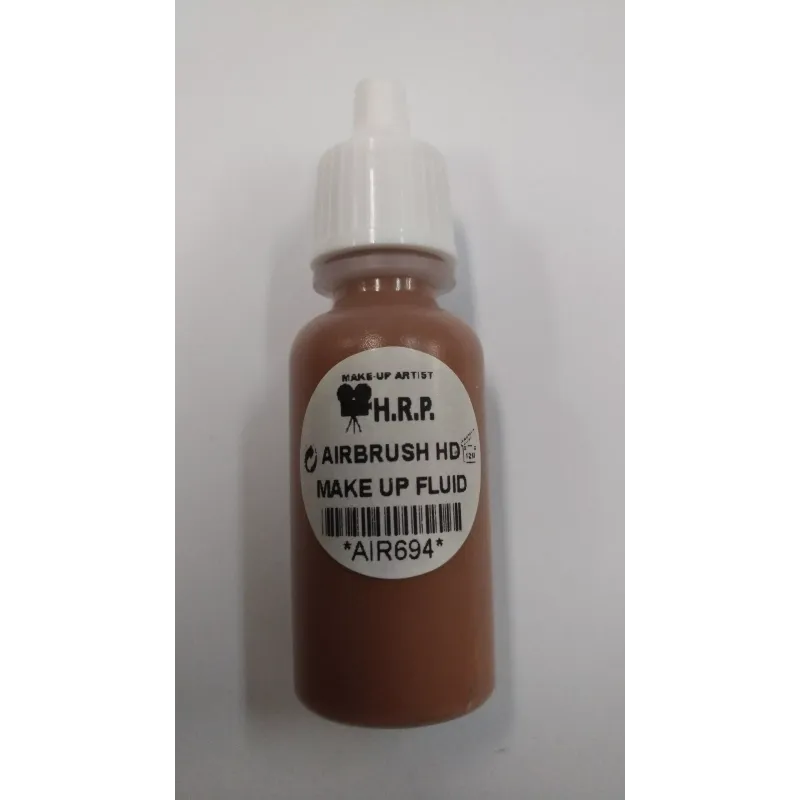 MAKE-UP ARTIST
H.R.P.
AIRBRUSH HD
MAKE UP FLUID
*AIR694*